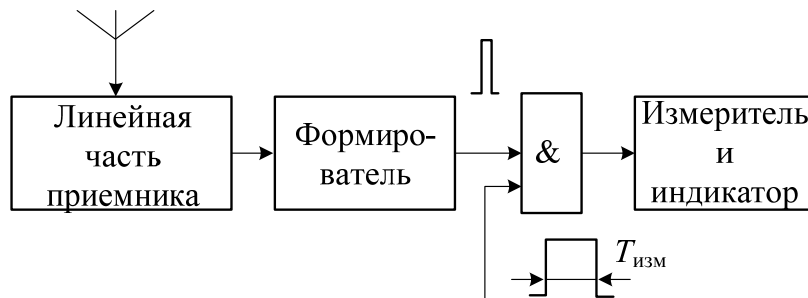 Линейная
часть
приемника
Формиро-
ватель
&
Измеритель
и
индикатор
Tизм